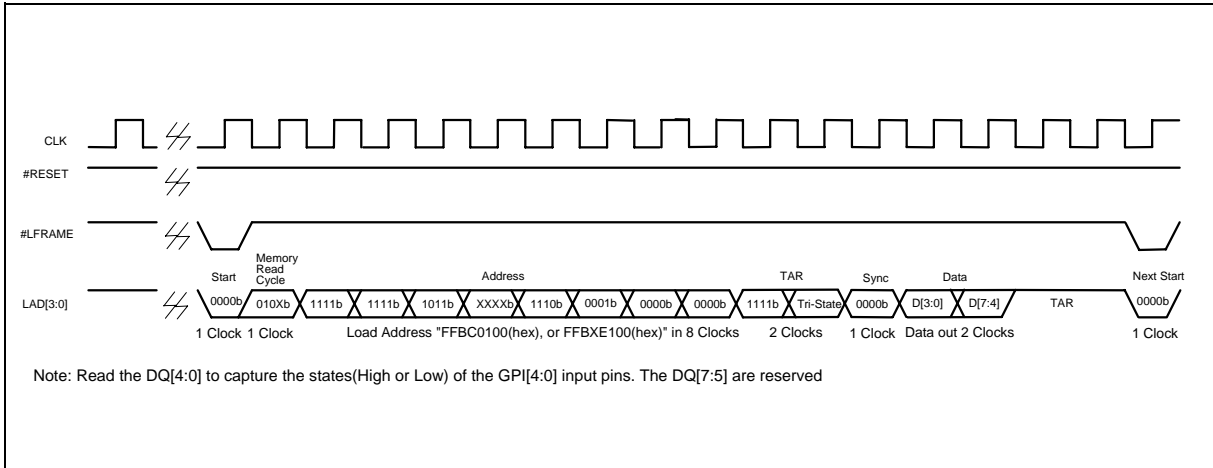 CLK
#RESET
#LFRAME
Memory
Read
Cycle
Start Address TAR Sync Data Next Start
LAD[3:0] 0000b 010Xb 1111b 1111b 1011b XXXXb 1110b 0001b 0000b 0000b 1111b Tri-State 0000b D[3:0] D[7:4] TAR 0000b
1 Clock 1 Clock Load Address "FFBC0100(hex), or FFBXE100(hex)" in 8 Clocks 2 Clocks 1 Clock Data out 2 Clocks 1 Clock
Note: Read the DQ[4:0] to capture the states(High or Low) of the GPI[4:0] input pins. The DQ[7:5] are reserved